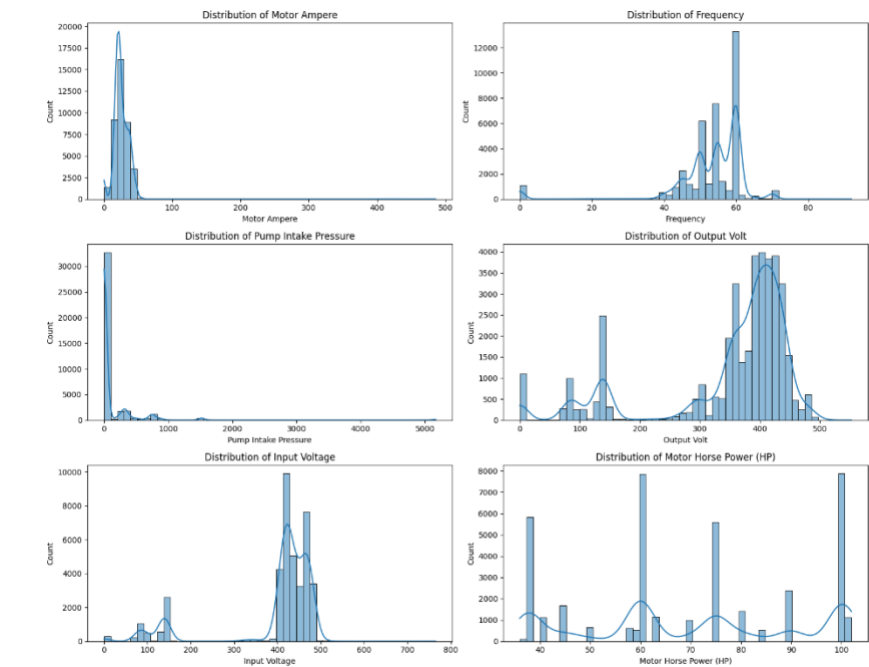 Distribution of Motor Ampere
20000
17500
15000
12500
10000
7500
5000
2500
0
Count
0 100 200 300 400 500
Motor Ampere
Distribution of Frequency
12000
10000
8000
6000
4000
2000
0
Count
0 20 40 60 80
Frequency
Distribution of Pump Intake Pressure
30000
25000
20000
15000
10000
5000
0
Count
0 1000 2000 3000 4000 5000
Pump Intake Pressure
Distribution of Output Volt
4000
3500
3000
2500
2000
1500
1000
500
0
Count
0 100 200 300 400 500
Output Volt
Distribution of Input Voltage
10000
8000
6000
4000
2000
0
Count
0 100 200 300 400 500 600 700 800
Input Voltage
Distribution of Motor Horse Power (HP)
8000
7000
6000
5000
4000
3000
2000
1000
0
Count
40 50 60 70 80 90 100
Motor Horse Power (HP)